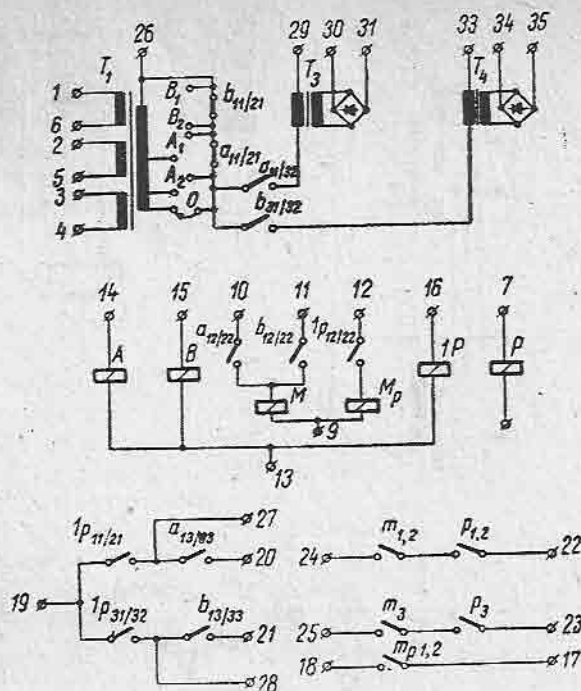 26 29 30 31 33 34 35
T1 T3 T4
1 B1 b11/21
6 B2
2 A1 a11/21 a31/32
5 A2
3 0 b31/32
4
14 15 10 11 12 16 7
a12/22 b12/22 1p12/22
A B M Mp 1P P
9
13
27
1p11/21 a13/33 20 24 m1,2 p1,2 22
19
1p31/32 b13/33 21 25 m3 p3 23
18 mp1,2 17
28